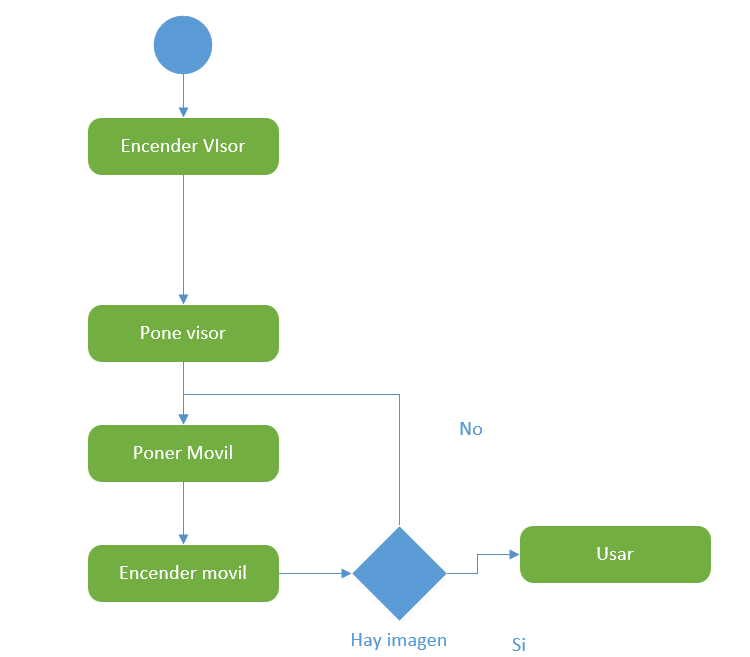 Encender VIsor
Pone visor
Poner Movil
Encender movil
Hay imagen
No
Si
Usar